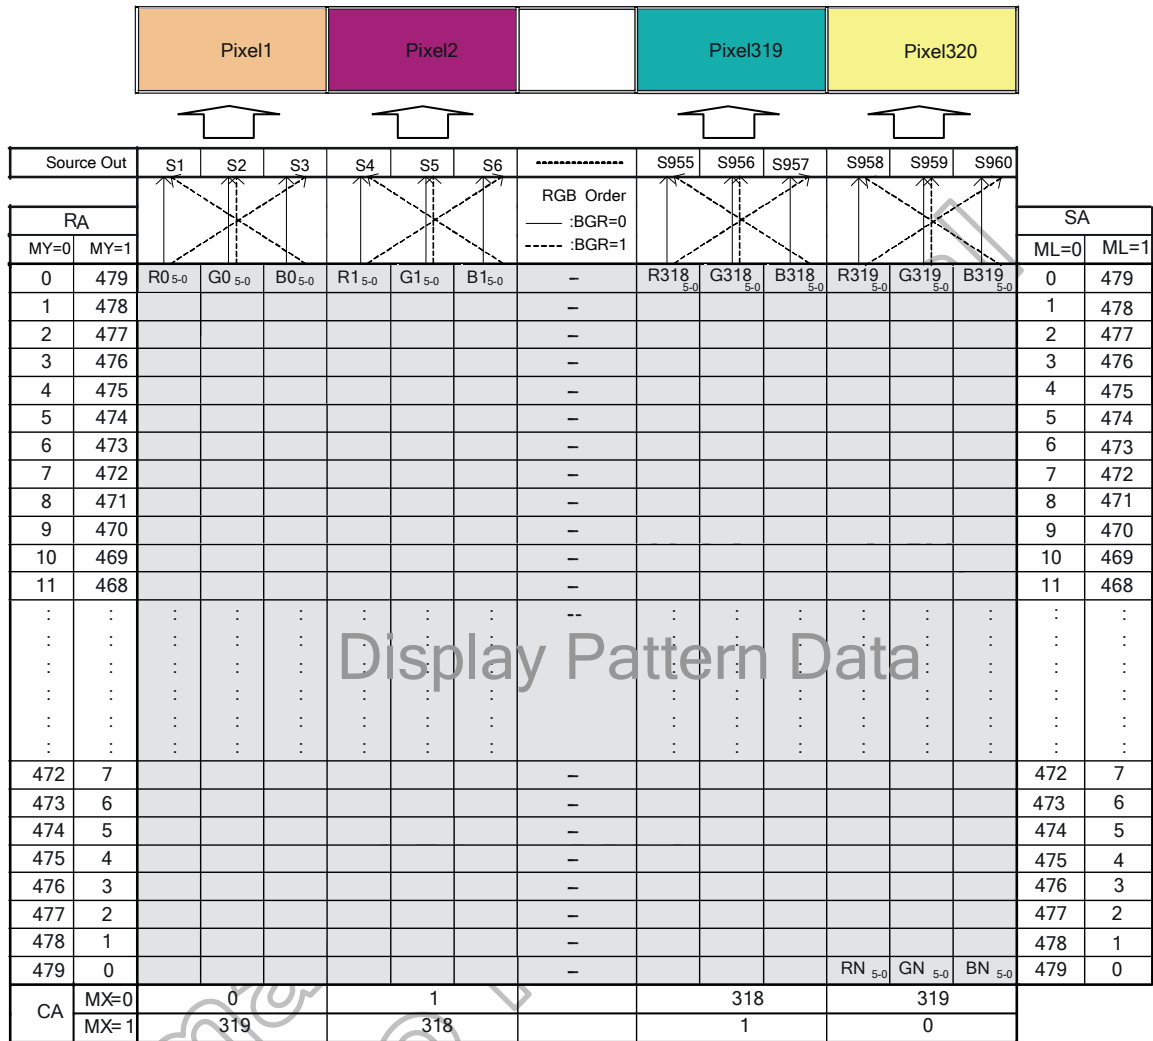 Pixel1 Pixel2 Pixel319 Pixel320
Source Out S1 S2 S3 S4 S5 S6 S955 S956 S957 S958 S959 S960
RGB Order
:BGR=0
:BGR=1
RA SA
MY=0 MY=1 ML=0 ML=1
0 479 R0 5-0 G0 5-0 B0 5-0 R1 5-0 G1 5-0 B1 5-0 – R318 5-0 G318 5-0 B318 5-0 R319 5-0 G319 5-0 B319 5-0 0 479
1 478 – 1 478
2 477 – 2 477
3 476 – 3 476
4 475 – 4 475
5 474 – 5 474
6 473 – 6 473
7 472 – 7 472
8 471 – 8 471
9 470 – 9 470
10 469 – 10 469
11 468 – 11 468
: : : : : : : : -- : : : : : : : :
Display Pattern Data
472 7 – 472 7
473 6 – 473 6
474 5 – 474 5
475 4 – 475 4
476 3 – 476 3
477 2 – 477 2
478 1 – 478 1
479 0 – RN 5-0 GN 5-0 BN 5-0 479 0
CA MX=0 0 1 318 319
MX=1 319 318 1 0